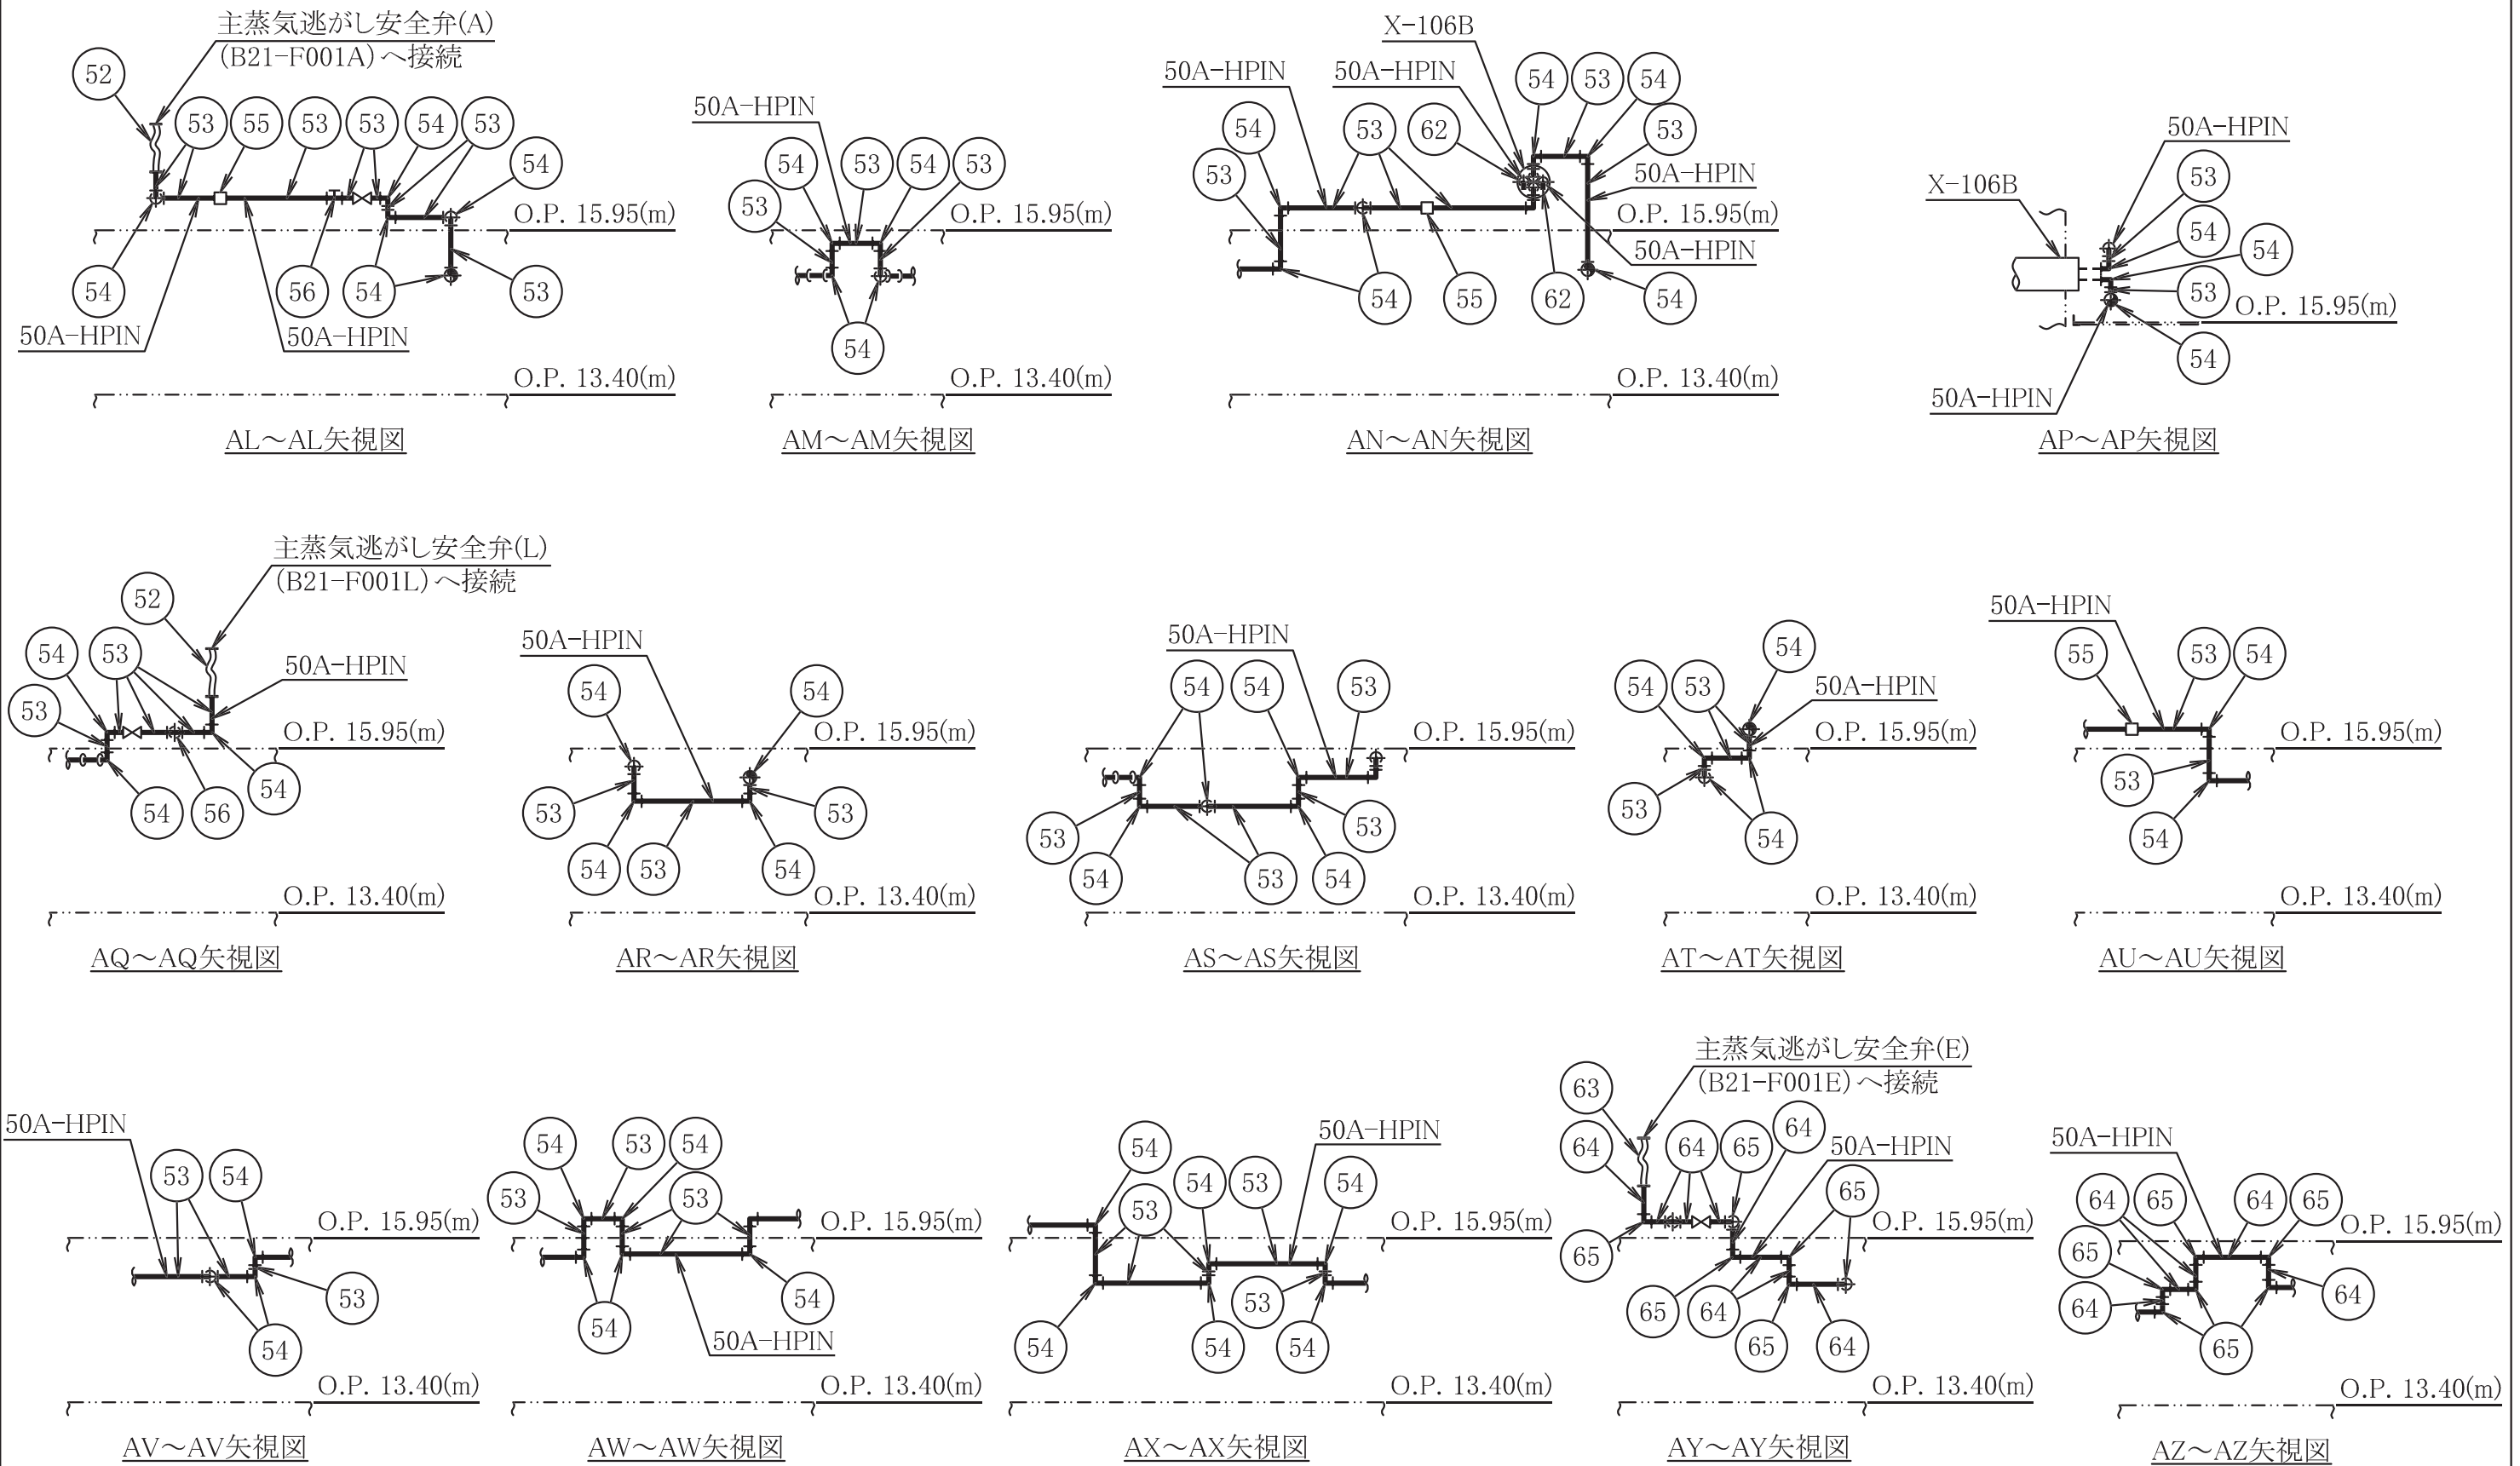 主蒸気逃がし安全弁(A)
(B21-F001A)へ接続
52
53
55
53
53
54
53
54
O.P. 15.95(m)
54
56
54
53
50A-HPIN
50A-HPIN
O.P. 13.40(m)
AL～AL矢視図
50A-HPIN
54
53
54
53
53
O.P. 15.95(m)
54
O.P. 13.40(m)
AM～AM矢視図
X-106B
50A-HPIN
50A-HPIN
54
53
54
54
53
62
53
53
50A-HPIN
O.P. 15.95(m)
50A-HPIN
54
55
62
54
O.P. 13.40(m)
AN～AN矢視図
50A-HPIN
X-106B
53
54
54
53
O.P. 15.95(m)
54
50A-HPIN
AP～AP矢視図
主蒸気逃がし安全弁(L)
(B21-F001L)へ接続
52
54
53
50A-HPIN
53
O.P. 15.95(m)
54
54
56
O.P. 13.40(m)
AQ～AQ矢視図
50A-HPIN
54
54
O.P. 15.95(m)
53
53
54
53
54
O.P. 13.40(m)
AR～AR矢視図
50A-HPIN
54
54
53
O.P. 15.95(m)
53
53
54
53
54
O.P. 13.40(m)
AS～AS矢視図
54
54
53
50A-HPIN
O.P. 15.95(m)
53
54
O.P. 13.40(m)
AT～AT矢視図
50A-HPIN
55
53
54
O.P. 15.95(m)
53
54
O.P. 13.40(m)
AU～AU矢視図
50A-HPIN
53
54
O.P. 15.95(m)
53
54
O.P. 13.40(m)
AV～AV矢視図
54
53
54
53
53
O.P. 15.95(m)
54
54
50A-HPIN
O.P. 13.40(m)
AW～AW矢視図
50A-HPIN
54
54
53
54
53
O.P. 15.95(m)
53
54
54
54
O.P. 13.40(m)
AX～AX矢視図
主蒸気逃がし安全弁(E)
(B21-F001E)へ接続
63
64
64
64
65
50A-HPIN
65
O.P. 15.95(m)
65
65
64
65
64
O.P. 13.40(m)
AY～AY矢視図
50A-HPIN
64
65
64
65
O.P. 15.95(m)
65
64
64
65
O.P. 13.40(m)
AZ～AZ矢視図